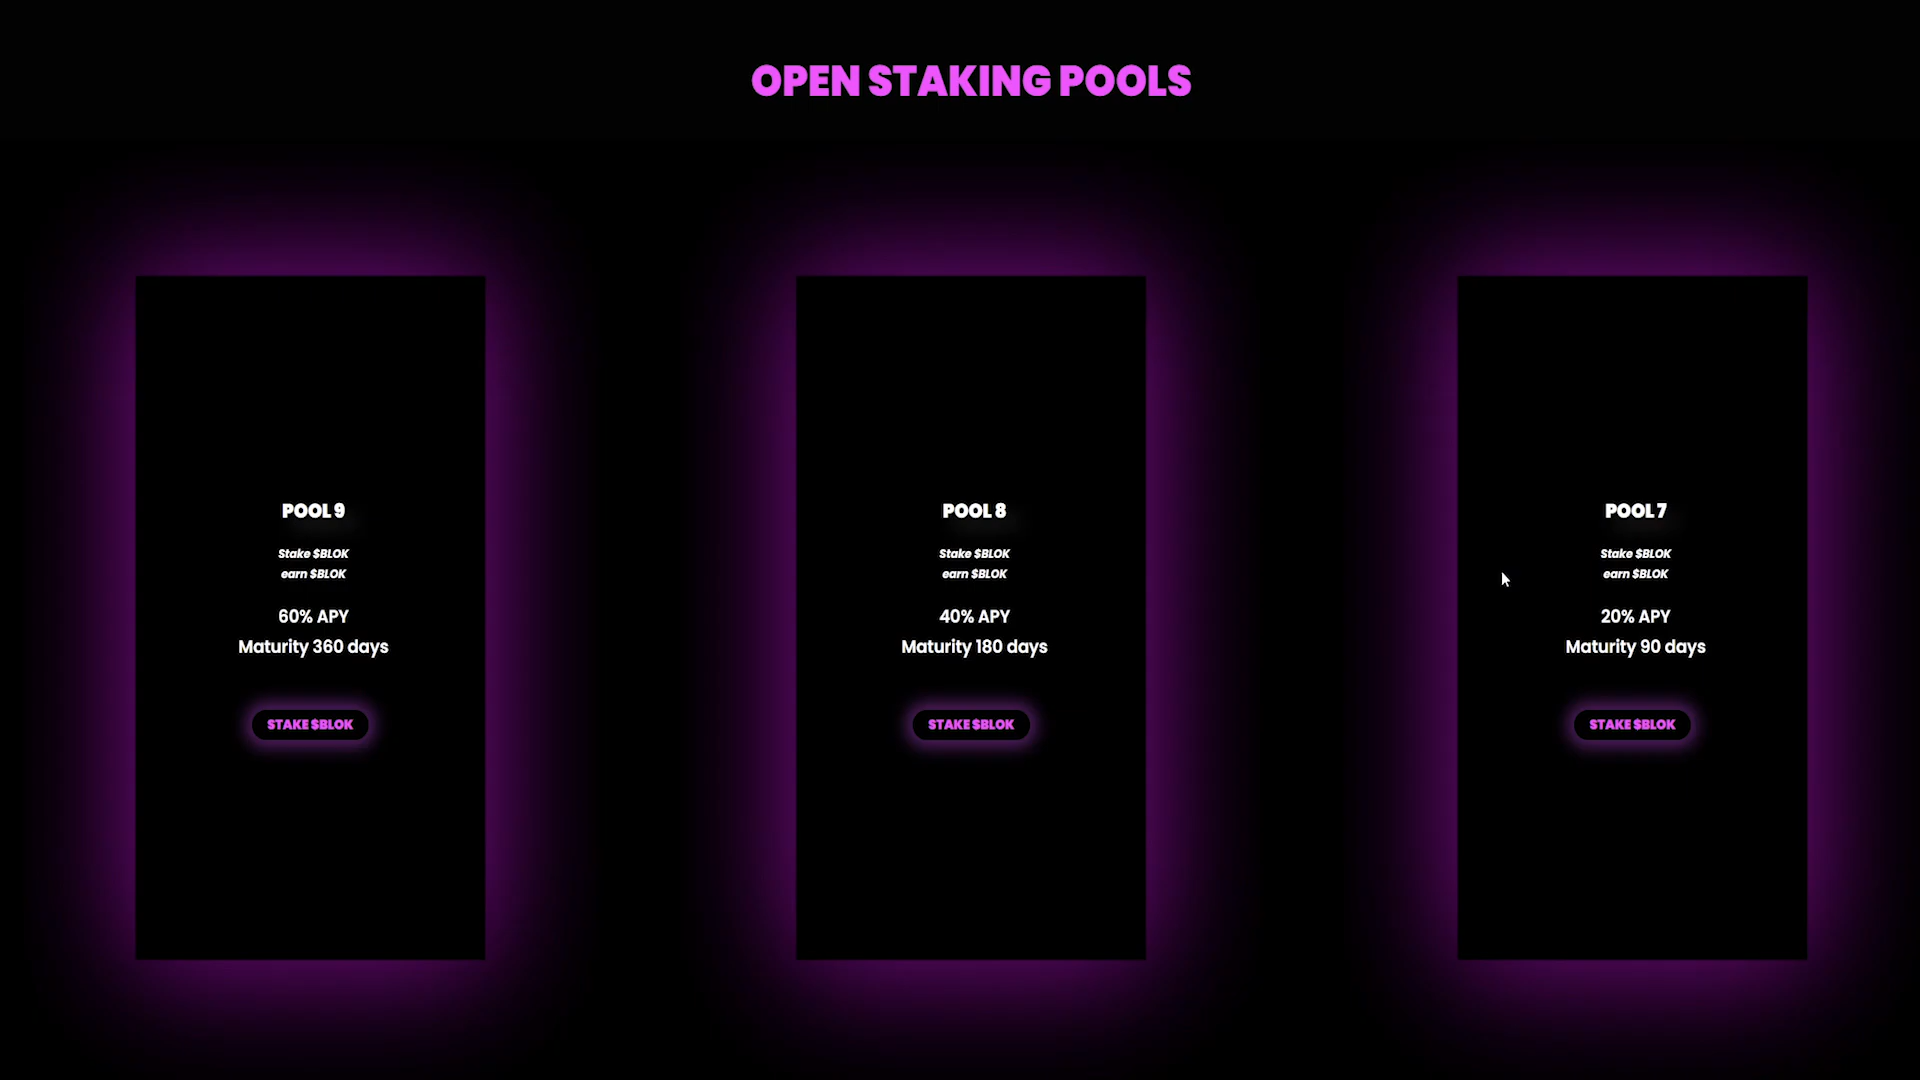 OPEN STAKING POOLS
POOL 9
Stake $BLOK
earn $BLOK
60% APY
Maturity 360 days
STAKE $BLOK
POOL 8
Stake $BLOK
earn $BLOK
40% APY
Maturity 180 days
STAKE $BLOK
POOL 7
Stake $BLOK
earn $BLOK
20% APY
Maturity 90 days
STAKE $BLOK